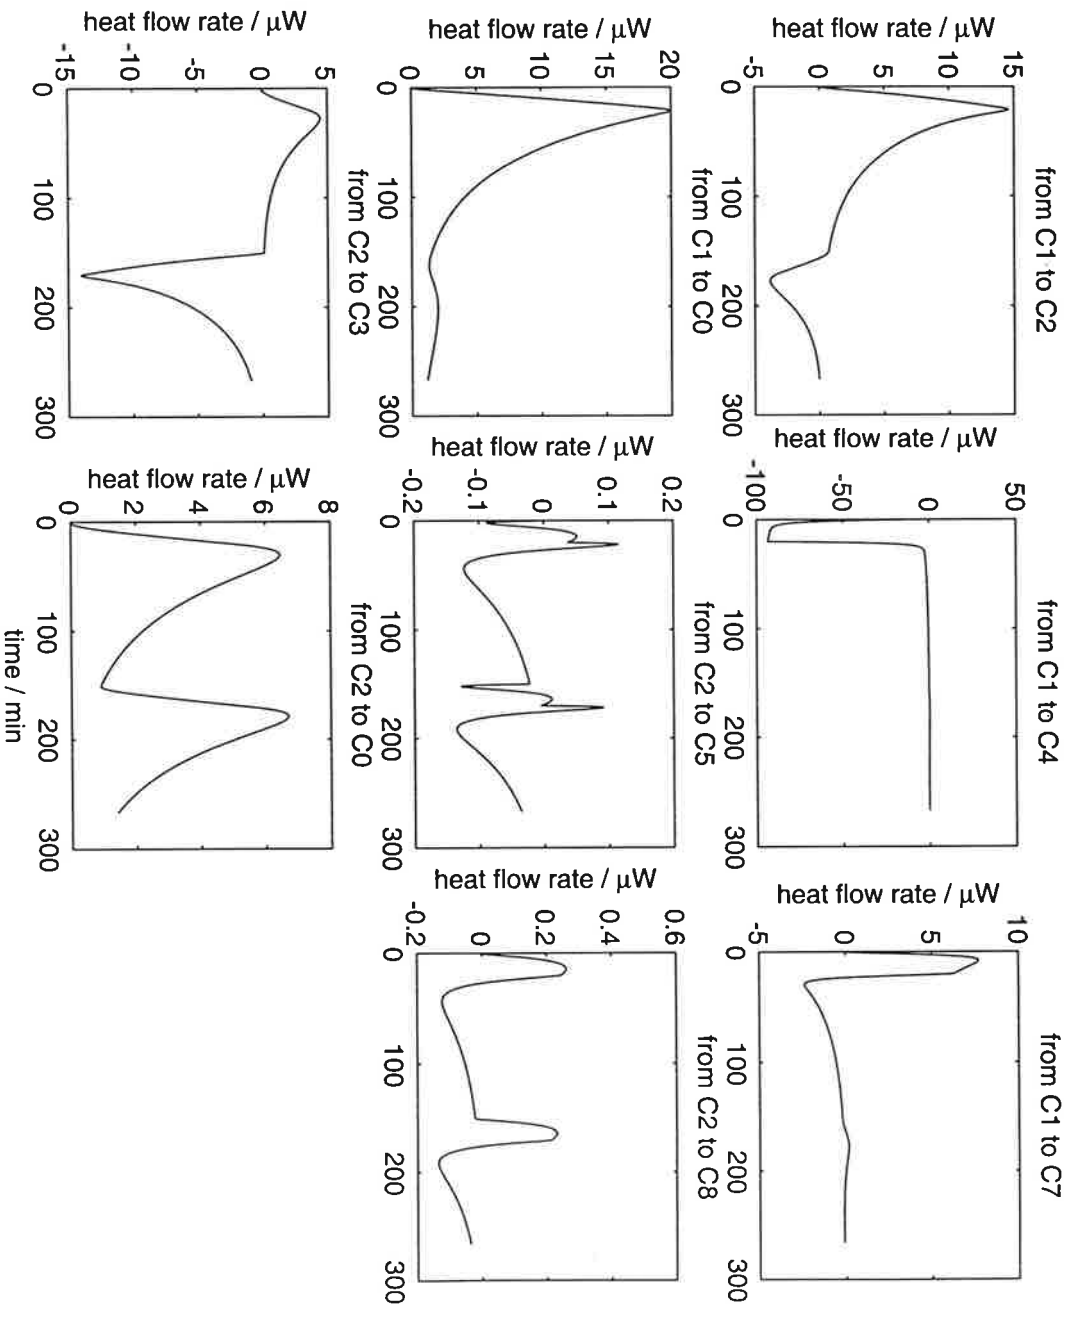 from C1 to C2
heat flow rate / μW
15
10
5
0
-5
0 100 200 300
from C1 to C4
heat flow rate / μW
50
0
-50
-100
0 100 200 300
from C1 to C7
heat flow rate / μW
10
5
0
-5
0 100 200 300
from C1 to C0
heat flow rate / μW
20
15
10
5
0
0 100 200 300
from C2 to C5
heat flow rate / μW
0.2
0.1
0
-0.1
-0.2
0 100 200 300
from C2 to C8
heat flow rate / μW
0.6
0.4
0.2
0
-0.2
0 100 200 300
from C2 to C3
heat flow rate / μW
5
0
-5
-10
-15
0 100 200 300
from C2 to C0
heat flow rate / μW
8
6
4
2
0
0 100 200 300
time / min